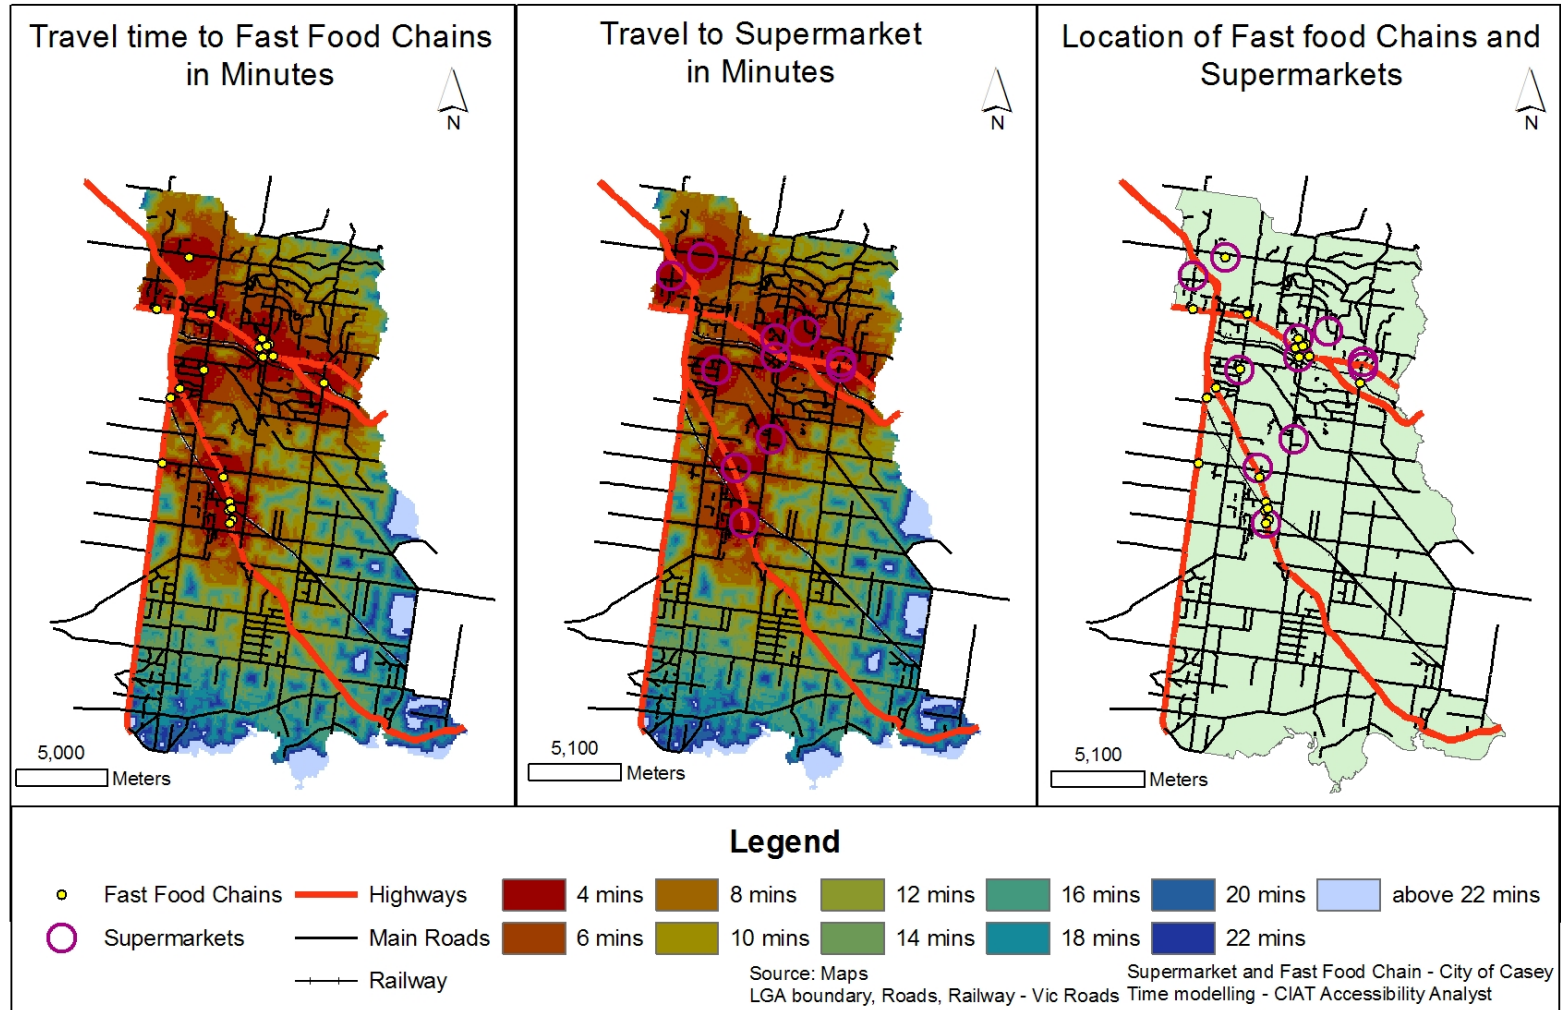 Travel time to Fast Food Chains
in Minutes
N
5,000
Meters
Travel to Supermarket
in Minutes
N
5,100
Meters
Location of Fast food Chains and
Supermarkets
N
5,100
Meters
Legend
Fast Food Chains
Highways
4 mins
8 mins
12 mins
16 mins
20 mins
above 22 mins
Supermarkets
Main Roads
6 mins
10 mins
14 mins
18 mins
22 mins
Railway
Source: Maps
LGA boundary, Roads, Railway - Vic Roads
Supermarket and Fast Food Chain - City of Casey
Time modelling - CIAT Accessibility Analyst